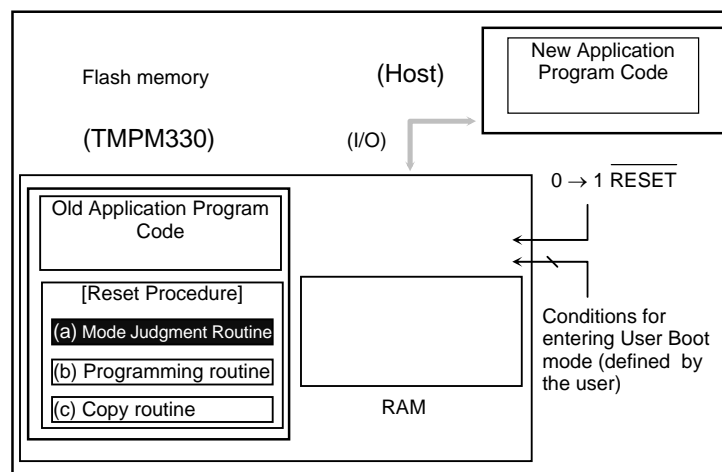 New Application
Program Code
(Host)
Flash memory
(TMPM330)
(I/O)
0 → 1 RESET
Old Application Program
Code
[Reset Procedure]
(a) Mode Judgment Routine
(b) Programming routine
(c) Copy routine
RAM
Conditions for
entering User Boot
mode (defined by
the user)